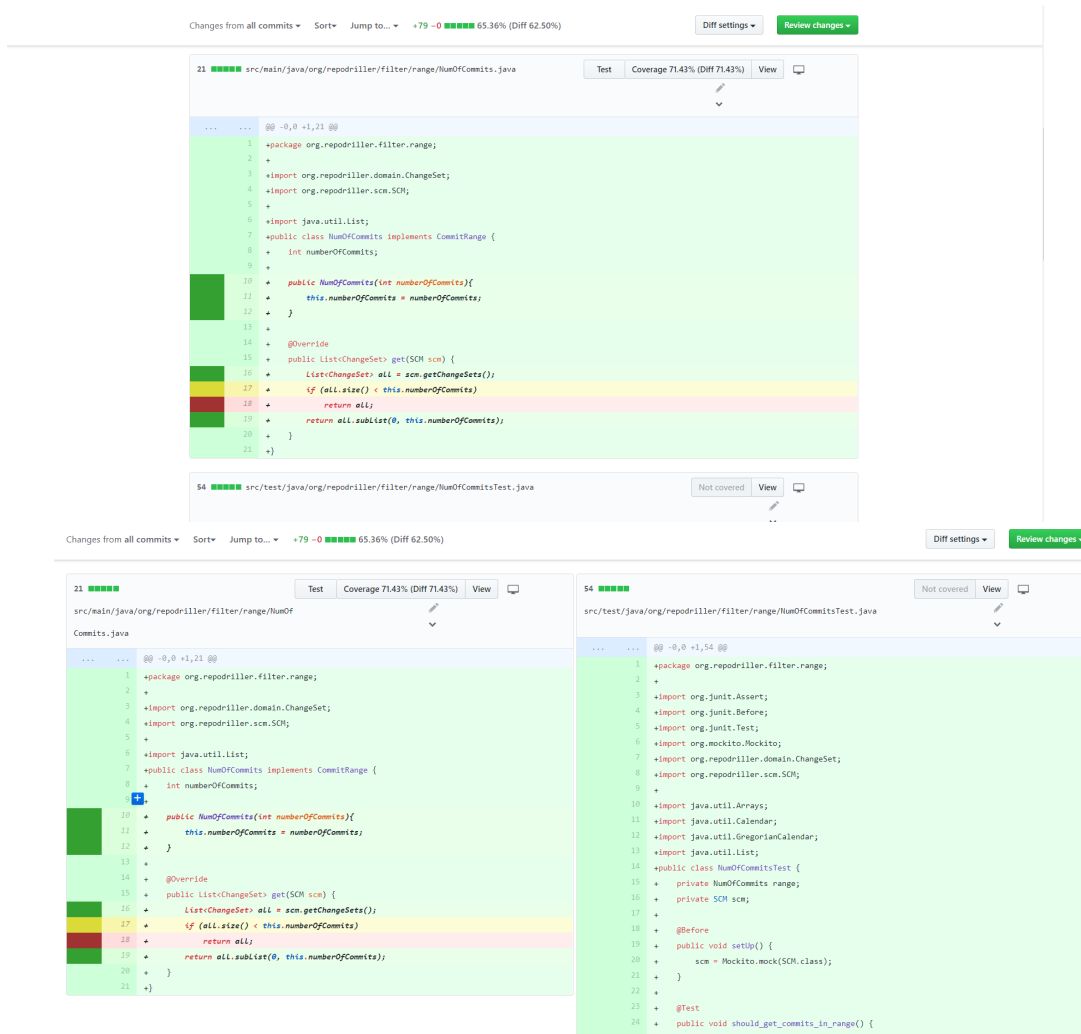 Changes from all commits Sort Jump to... +79 −0 65.36% (Diff 62.50%) Diff settings Review changes
21 src/main/java/org/repodriller/filter/range/NumOfCommits.java Test Coverage 71.43% (Diff 71.43%) View
... ... @@ -0,0 +1,21 @@
1 +package org.repodriller.filter.range;
2 +
3 +import org.repodriller.domain.ChangeSet;
4 +import org.repodriller.scm.SCM;
5 +
6 +import java.util.List;
7 +public class NumOfCommits implements CommitRange {
8 + int numberOfCommits;
9 +
10 + public NumOfCommits(int numberOfCommits){
11 + this.numberOfCommits = numberOfCommits;
12 + }
13 +
14 + @Override
15 + public List<ChangeSet> get(SCM scm) {
16 + List<ChangeSet> all = scm.getChangeSets();
17 + if (all.size() < this.numberOfCommits)
18 + return all;
19 + return all.subList(0, this.numberOfCommits);
20 + }
21 +}
54 src/test/java/org/repodriller/filter/range/NumOfCommitsTest.java Not covered View
Changes from all commits Sort Jump to... +79 −0 65.36% (Diff 62.50%) Diff settings Review changes
21 Test Coverage 71.43% (Diff 71.43%) View
src/main/java/org/repodriller/filter/range/NumOf
Commits.java
... ... @@ -0,0 +1,21 @@
1 +package org.repodriller.filter.range;
2 +
3 +import org.repodriller.domain.ChangeSet;
4 +import org.repodriller.scm.SCM;
5 +
6 +import java.util.List;
7 +public class NumOfCommits implements CommitRange {
8 + int numberOfCommits;
9 +
10 + public NumOfCommits(int numberOfCommits){
11 + this.numberOfCommits = numberOfCommits;
12 + }
13 +
14 + @Override
15 + public List<ChangeSet> get(SCM scm) {
16 + List<ChangeSet> all = scm.getChangeSets();
17 + if (all.size() < this.numberOfCommits)
18 + return all;
19 + return all.subList(0, this.numberOfCommits);
20 + }
21 +}
54 Not covered View
src/test/java/org/repodriller/filter/range/NumOfCommitsTest.java
... ... @@ -0,0 +1,54 @@
1 +package org.repodriller.filter.range;
2 +
3 +import org.junit.Assert;
4 +import org.junit.Before;
5 +import org.junit.Test;
6 +import org.mockito.Mockito;
7 +import org.repodriller.domain.ChangeSet;
8 +import org.repodriller.scm.SCM;
9 +
10 +import java.util.Arrays;
11 +import java.util.Calendar;
12 +import java.util.GregorianCalendar;
13 +import java.util.List;
14 +public class NumOfCommitsTest {
15 + private NumOfCommits range;
16 + private SCM scm;
17 +
18 + @Before
19 + public void setUp() {
20 + scm = Mockito.mock(SCM.class);
21 + }
22 +
23 + @Test
24 + public void should_get_commits_in_range() {